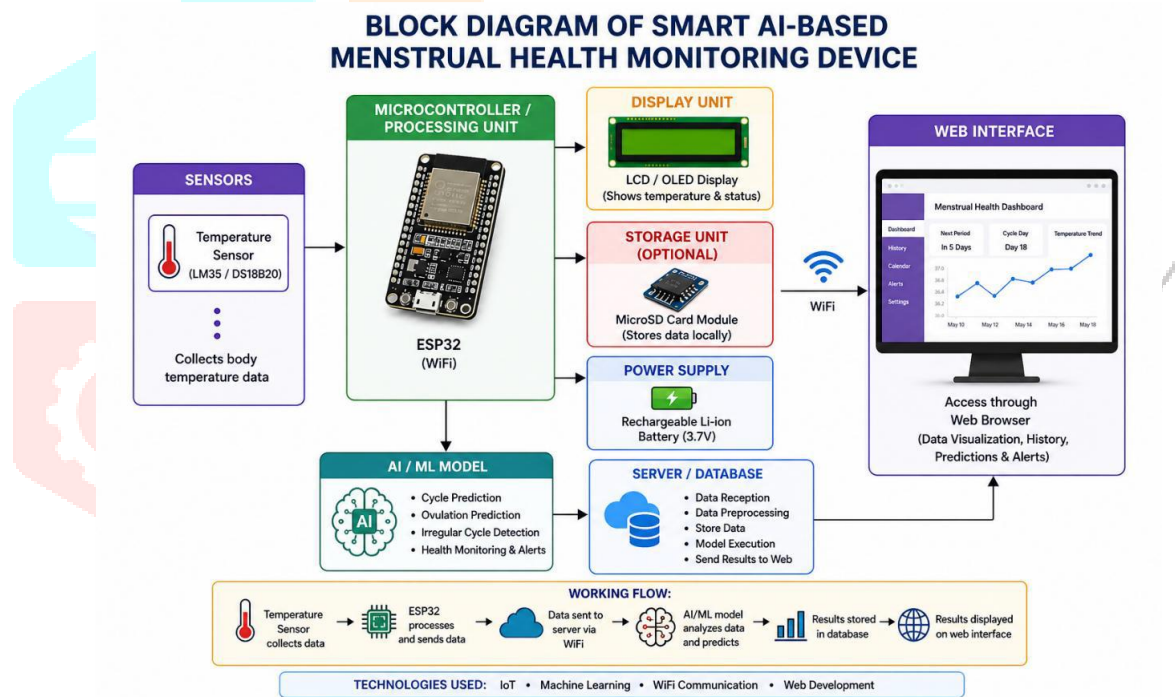 BLOCK DIAGRAM OF SMART AI-BASED
MENSTRUAL HEALTH MONITORING DEVICE
SENSORS
Temperature
Sensor
(LM35 / DS18B20)
Collects body
temperature data
MICROCONTROLLER /
PROCESSING UNIT
ESP32
(WiFi)
DISPLAY UNIT
LCD / OLED Display
(Shows temperature & status)
STORAGE UNIT
(OPTIONAL)
MicroSD Card Module
(Stores data locally)
POWER SUPPLY
Rechargeable Li-ion
Battery (3.7V)
WiFi
WEB INTERFACE
Menstrual Health Dashboard
Dashboard
History
Calendar
Alerts
Settings
Next Period
In 5 Days
Cycle Day
Day 18
Temperature Trend
May 10
May 12
May 14
May 16
May 18
Access through
Web Browser
(Data Visualization, History,
Predictions & Alerts)
AI / ML MODEL
AI
• Cycle Prediction
• Ovulation Prediction
• Irregular Cycle Detection
• Health Monitoring & Alerts
SERVER / DATABASE
• Data Reception
• Data Preprocessing
• Store Data
• Model Execution
• Send Results to Web
WORKING FLOW:
Temperature
Sensor
collects data
ESP32
processes
and sends data
Data sent to
server via
WiFi
AI/ML model
analyzes data
and predicts
Results stored
in database
Results displayed
on web interface
TECHNOLOGIES USED: IoT • Machine Learning • WiFi Communication • Web Development